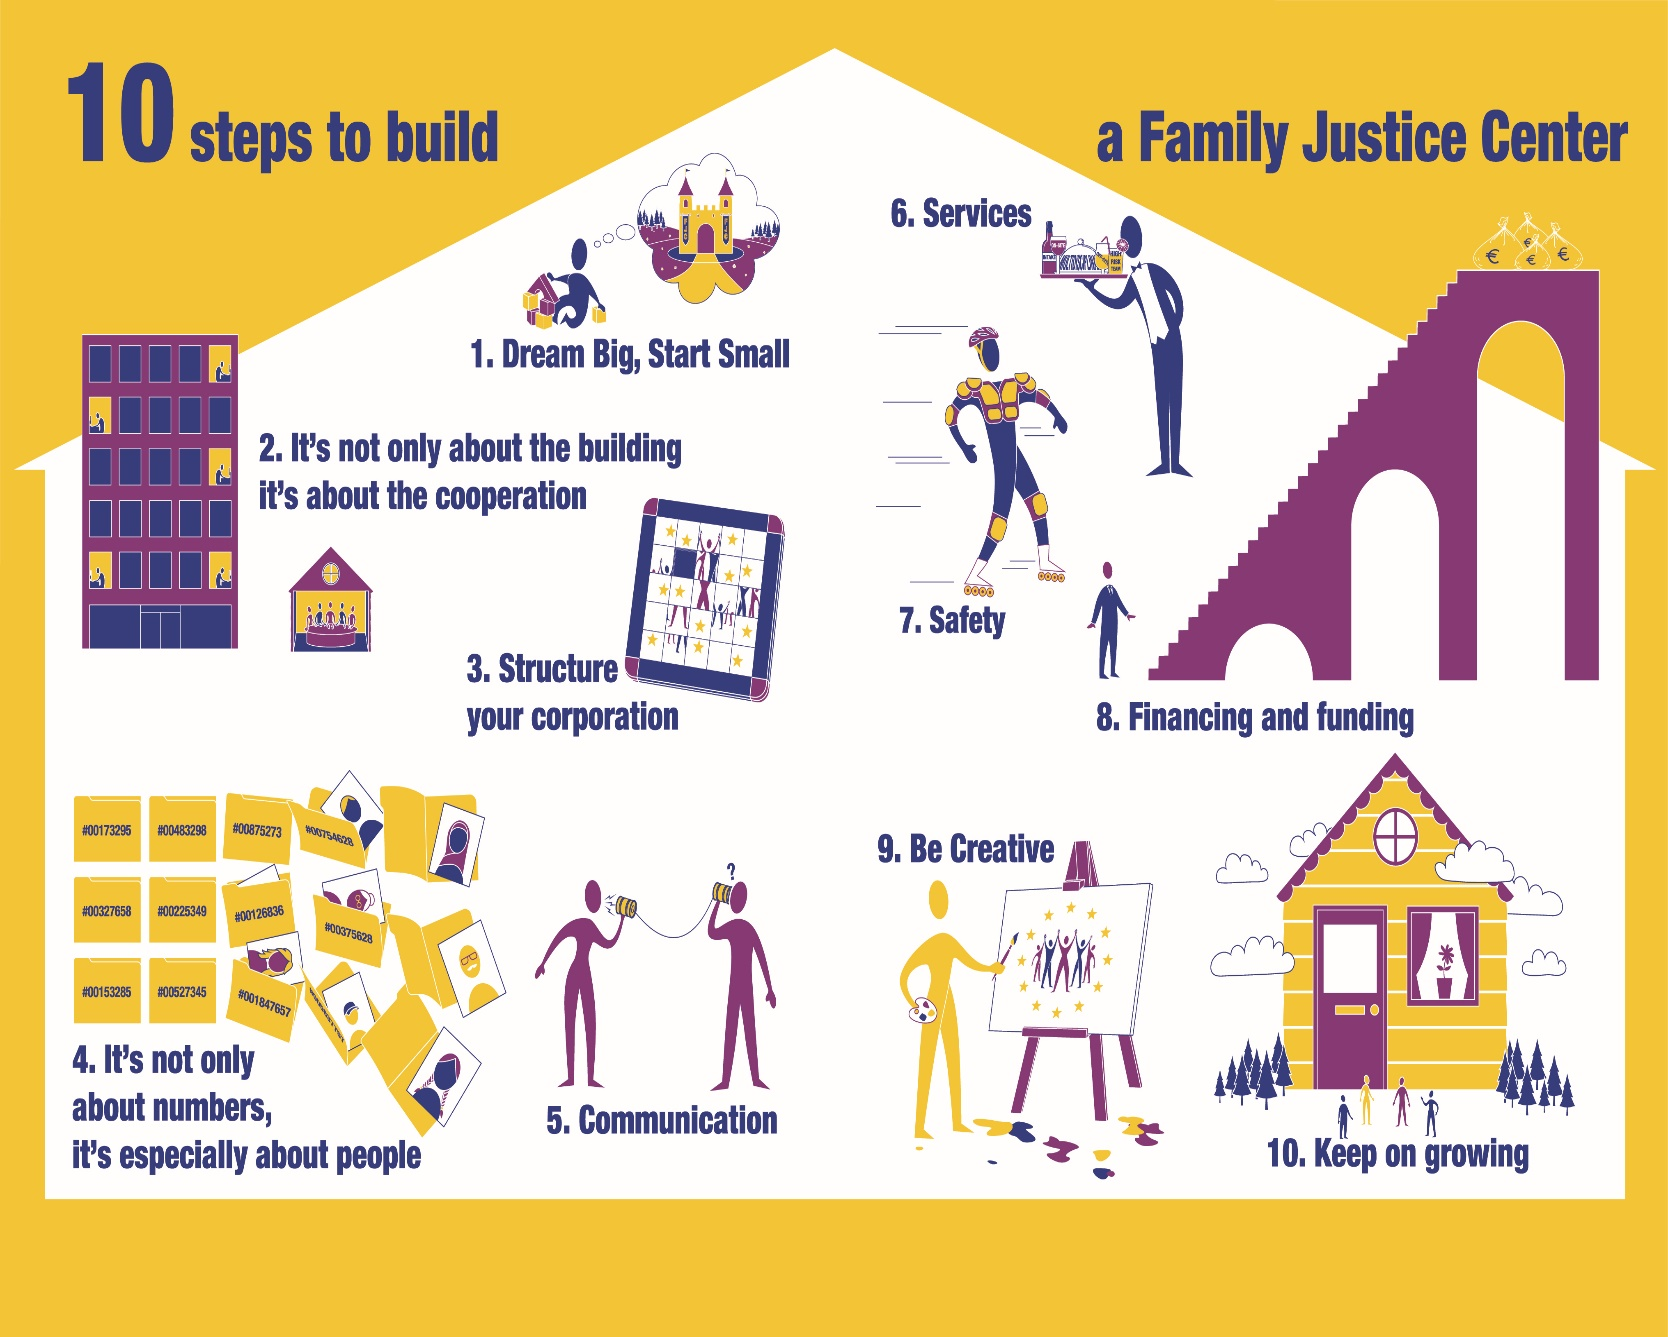 10 steps to build
a Family Justice Center
1. Dream Big, Start Small
2. It's not only about the building
it's about the cooperation
3. Structure
your corporation
#00173295
#00483298
#00875273
#00754628
#00327658
#00225349
#00126836
#00375628
#00153285
#00527345
#001847657
4. It's not only
about numbers,
it's especially about people
?
5. Communication
6. Services
HIGH
RISK
TEAM
7. Safety
€
€
€
€
8. Financing and funding
9. Be Creative
10. Keep on growing